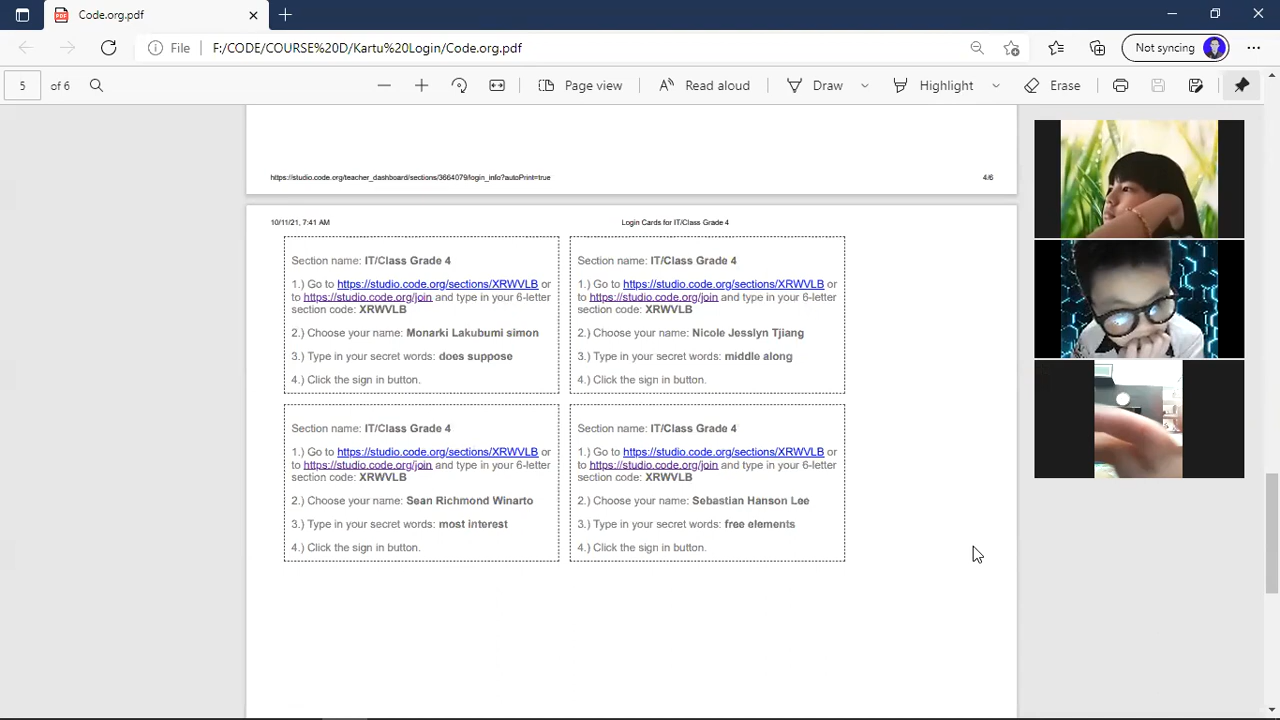 Code.org.pdf
File F:/CODE/COURSE%20D/Kartu%20Login/Code.org.pdf Not syncing
5 of 6 Page view Read aloud Draw Highlight Erase
https://studio.code.org/teacher_dashboard/sections/3664079/login_info?autoPrint=true 4/6
10/11/21, 7:41 AM Login Cards for IT/Class Grade 4
Section name: IT/Class Grade 4
1.) Go to https://studio.code.org/sections/XRWVLB or
to https://studio.code.org/join and type in your 6-letter
section code: XRWVLB
2.) Choose your name: Monarki Lakubumi simon
3.) Type in your secret words: does suppose
4.) Click the sign in button.
Section name: IT/Class Grade 4
1.) Go to https://studio.code.org/sections/XRWVLB or
to https://studio.code.org/join and type in your 6-letter
section code: XRWVLB
2.) Choose your name: Nicole Jesslyn Tjiang
3.) Type in your secret words: middle along
4.) Click the sign in button.
Section name: IT/Class Grade 4
1.) Go to https://studio.code.org/sections/XRWVLB or
to https://studio.code.org/join and type in your 6-letter
section code: XRWVLB
2.) Choose your name: Sean Richmond Winarto
3.) Type in your secret words: most interest
4.) Click the sign in button.
Section name: IT/Class Grade 4
1.) Go to https://studio.code.org/sections/XRWVLB or
to https://studio.code.org/join and type in your 6-letter
section code: XRWVLB
2.) Choose your name: Sebastian Hanson Lee
3.) Type in your secret words: free elements
4.) Click the sign in button.